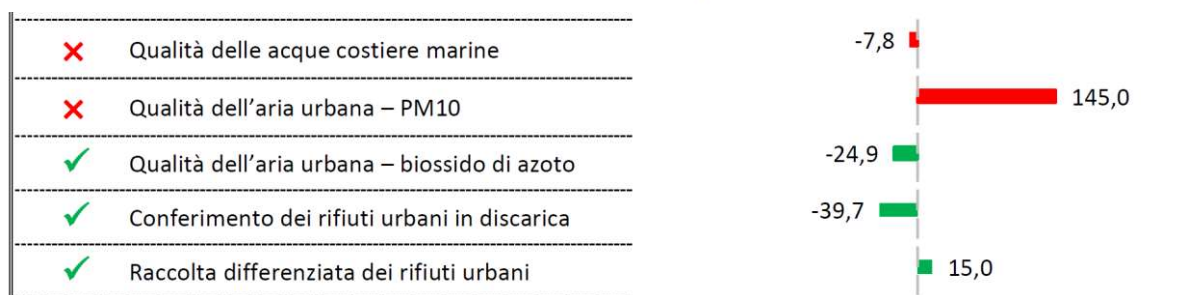 Qualità delle acque costiere marine -7,8
Qualità dell'aria urbana – PM10 145,0
Qualità dell'aria urbana – biossido di azoto -24,9
Conferimento dei rifiuti urbani in discarica -39,7
Raccolta differenziata dei rifiuti urbani 15,0